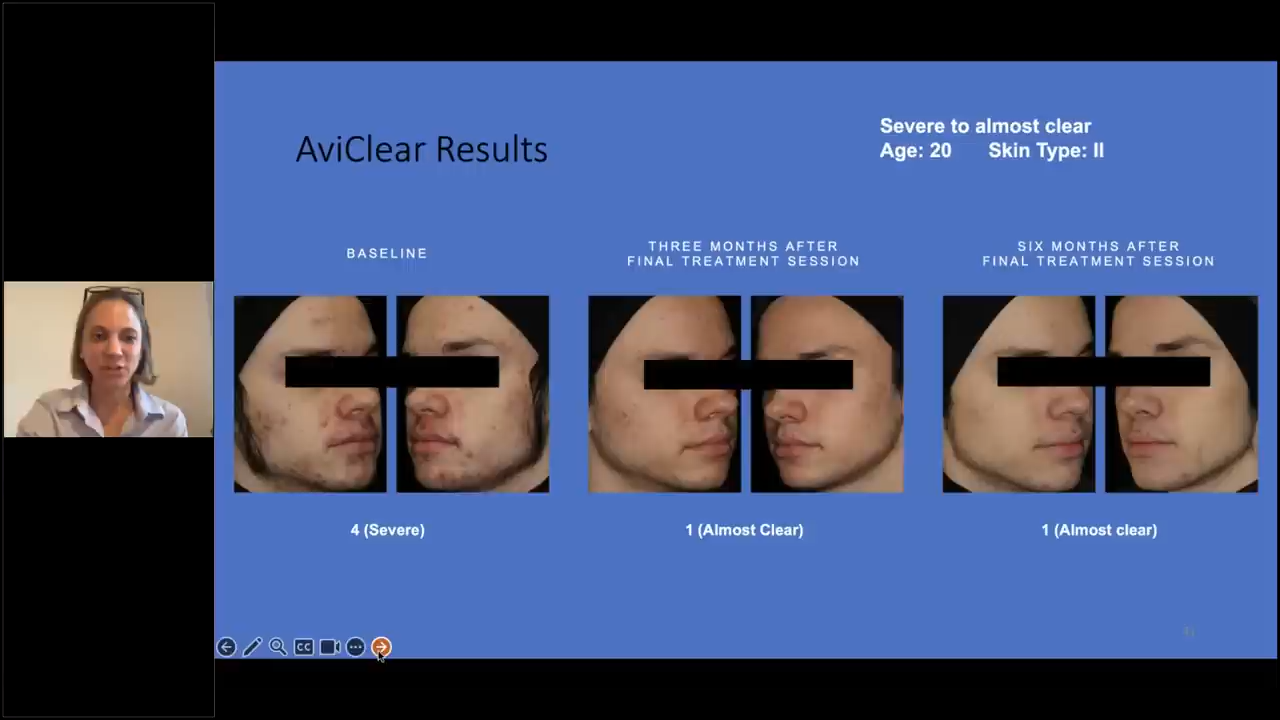 AviClear Results
Severe to almost clear
Age: 20 Skin Type: II
BASELINE
THREE MONTHS AFTER
FINAL TREATMENT SESSION
SIX MONTHS AFTER
FINAL TREATMENT SESSION
4 (Severe)
1 (Almost Clear)
1 (Almost clear)
CC